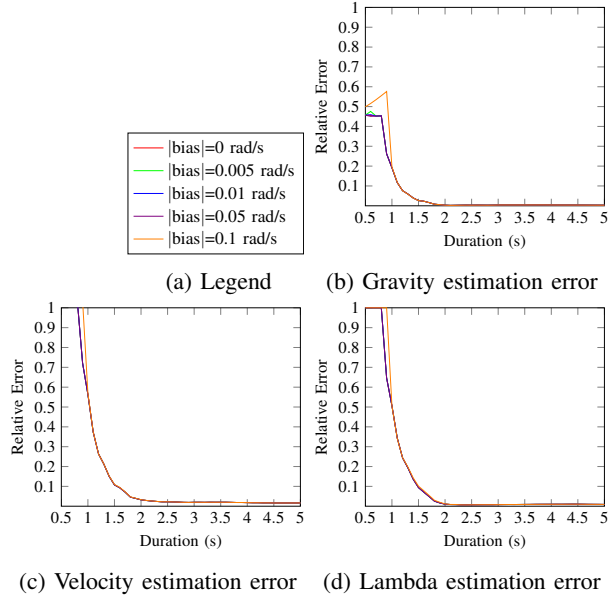 |bias|=0 rad/s
|bias|=0.005 rad/s
|bias|=0.01 rad/s
|bias|=0.05 rad/s
|bias|=0.1 rad/s
(a) Legend
Relative Error
1
0.9
0.8
0.7
0.6
0.5
0.4
0.3
0.2
0.1
0.5 1 1.5 2 2.5 3 3.5 4 4.5 5
Duration (s)
(b) Gravity estimation error
Relative Error
1
0.9
0.8
0.7
0.6
0.5
0.4
0.3
0.2
0.1
0.5 1 1.5 2 2.5 3 3.5 4 4.5 5
Duration (s)
(c) Velocity estimation error
Relative Error
1
0.9
0.8
0.7
0.6
0.5
0.4
0.3
0.2
0.1
0.5 1 1.5 2 2.5 3 3.5 4 4.5 5
Duration (s)
(d) Lambda estimation error